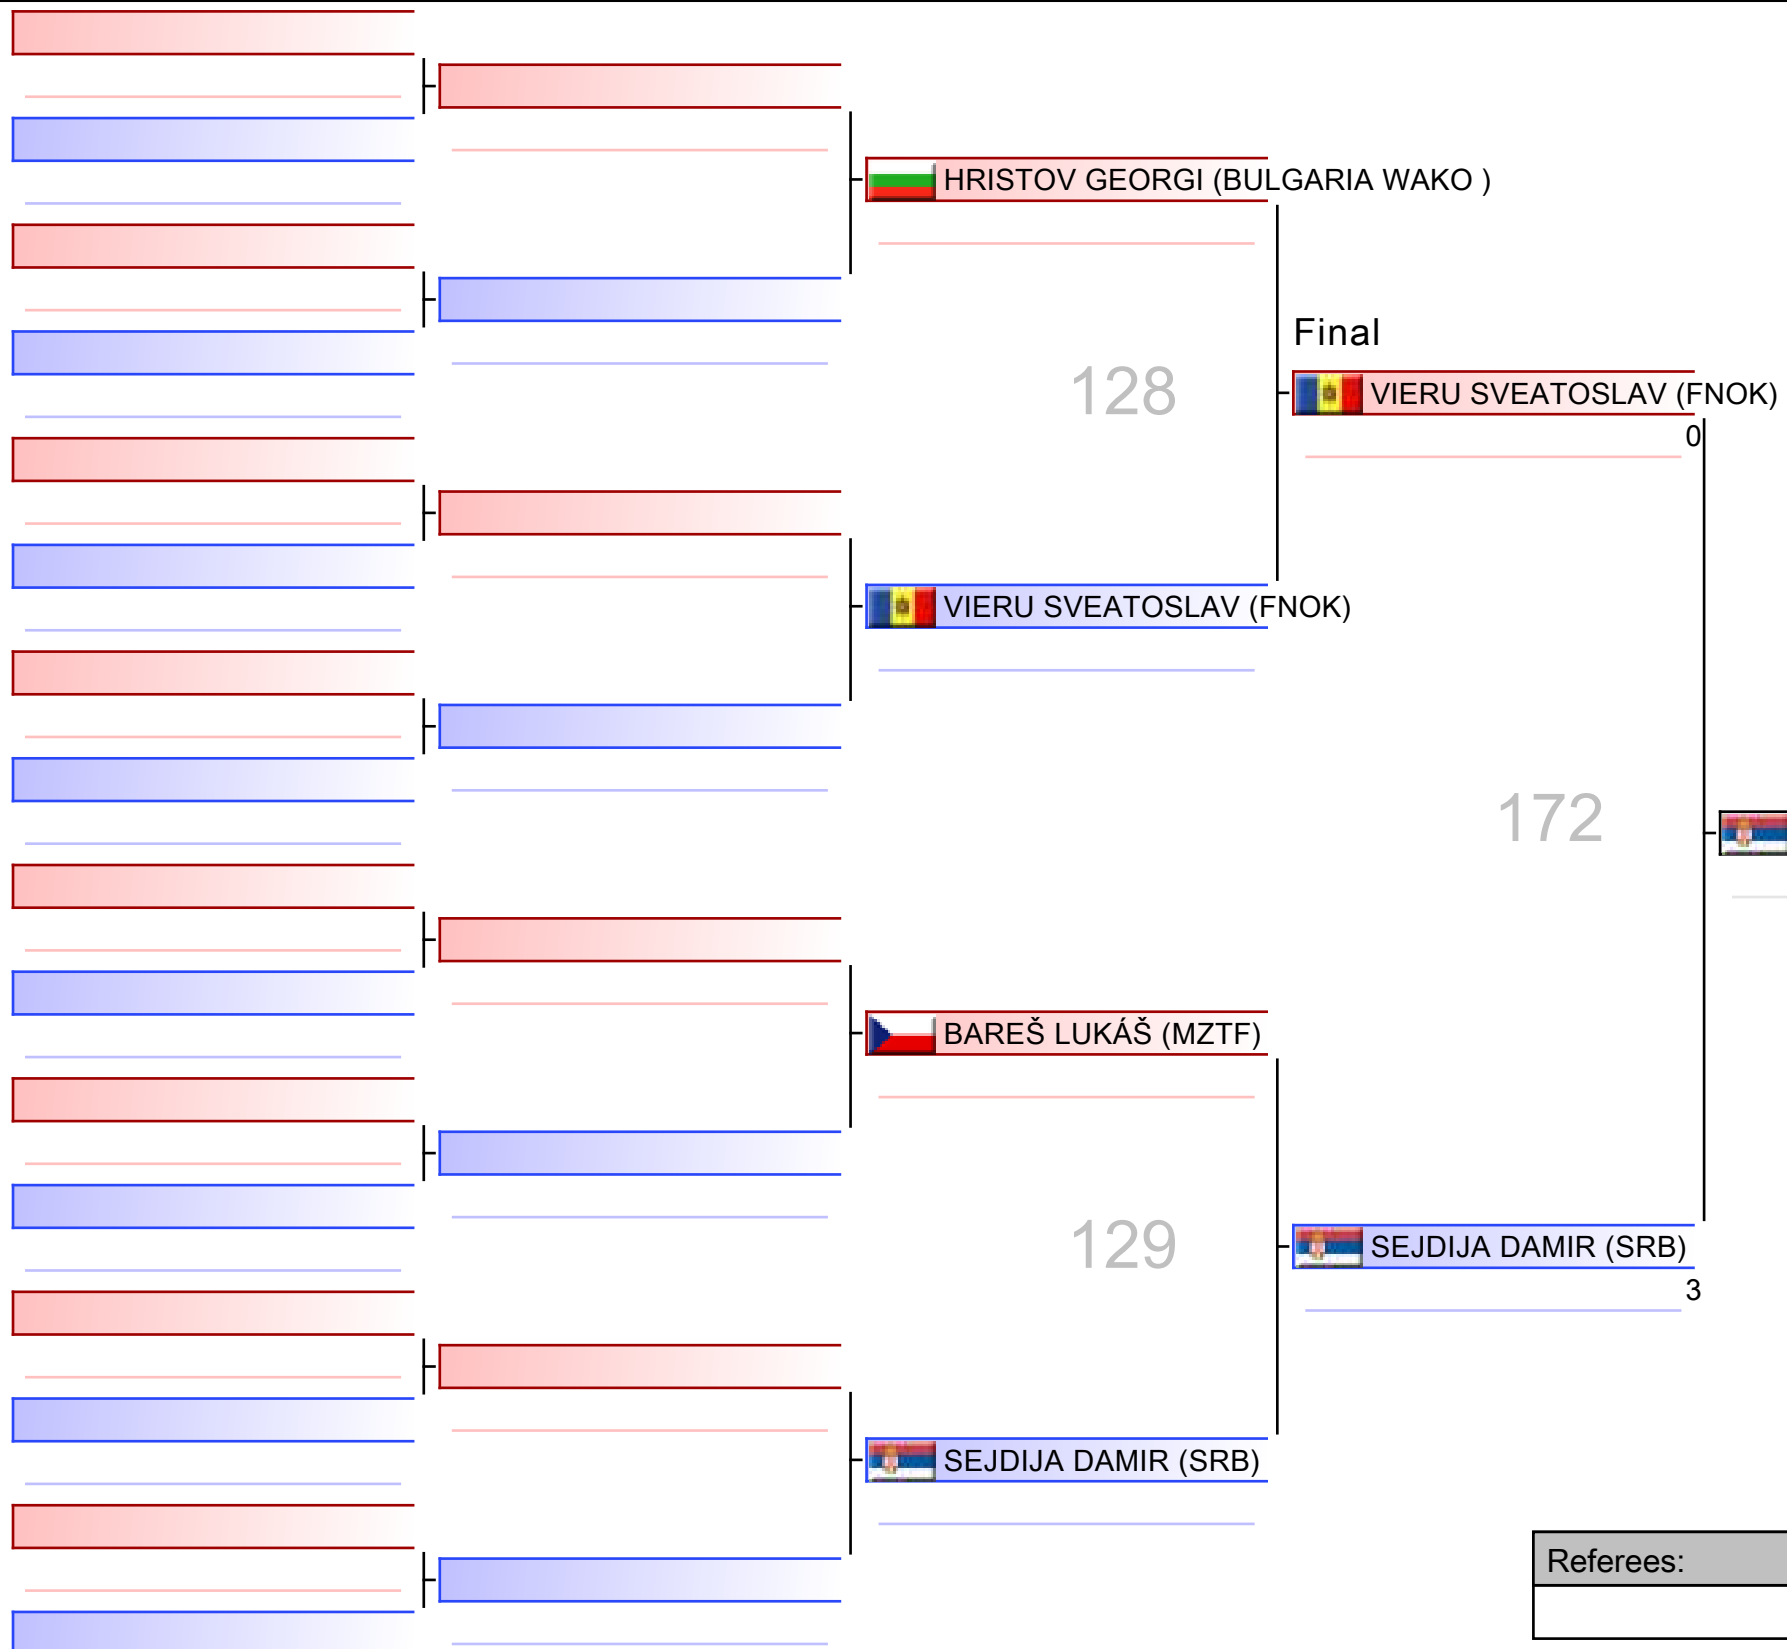 HRISTOV GEORGI (BULGARIA WAKO )
Final
128
VIERU SVEATOSLAV (FNOK)
0
VIERU SVEATOSLAV (FNOK)
172
BAREŠ LUKÁŠ (MZTF)
129
SEJDIJA DAMIR (SRB)
3
SEJDIJA DAMIR (SRB)
Referees: